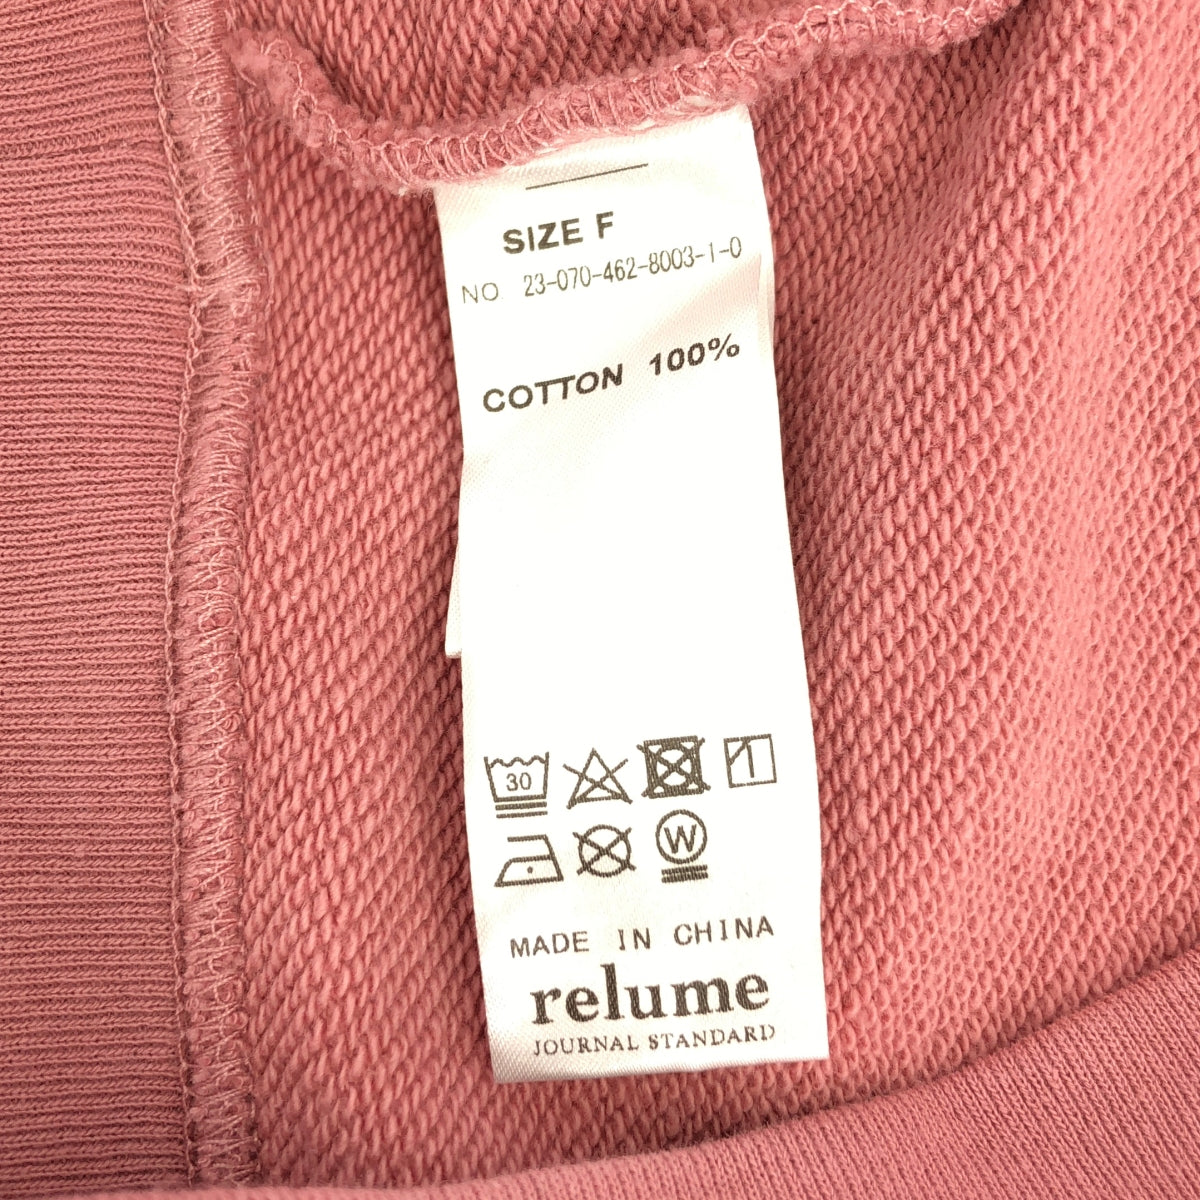 SIZE F
NO. 23-070-462-8003-1-0
COTTON 100%
30
W
MADE IN CHINA
relume
JOURNAL STANDARD